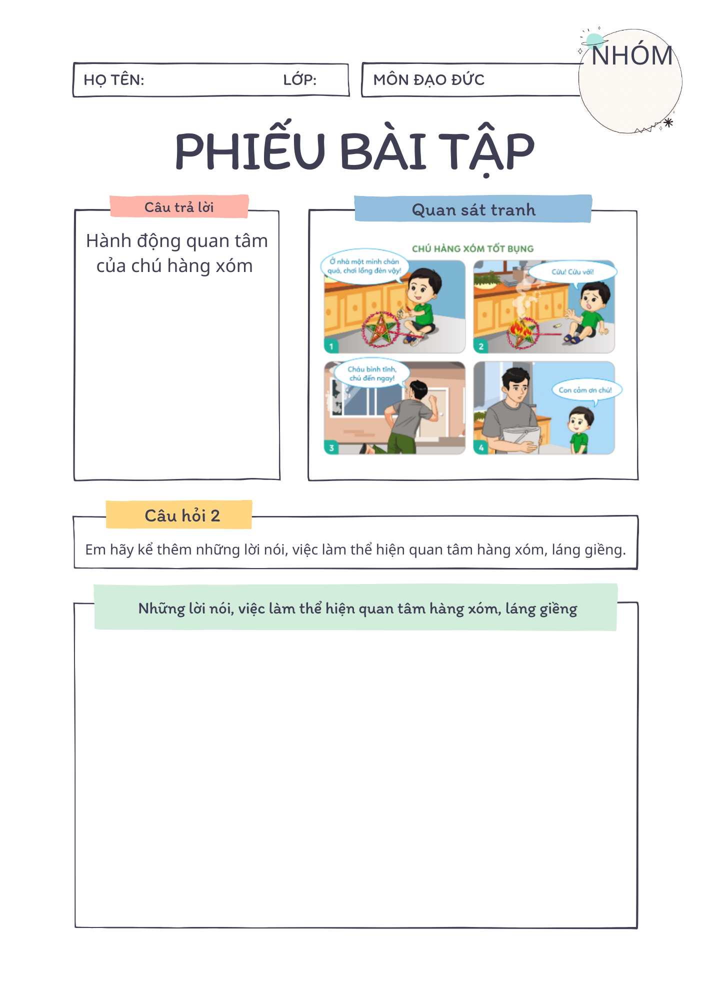 NHÓM
HỌ TÊN: LỚP:
MÔN ĐẠO ĐỨC
PHIẾU BÀI TẬP
Câu trả lời
Hành động quan tâm
của chú hàng xóm
Quan sát tranh
CHÚ HÀNG XÓM TỐT BỤNG
Ở nhà một mình chán
quá, chơi lồng đèn vậy!
1
Cứu! Cứu với!
2
Cháu bình tĩnh,
chú đến ngay!
3
Con cảm ơn chú!
4
Câu hỏi 2
Em hãy kể thêm những lời nói, việc làm thể hiện quan tâm hàng xóm, láng giềng.
Những lời nói, việc làm thể hiện quan tâm hàng xóm, láng giềng